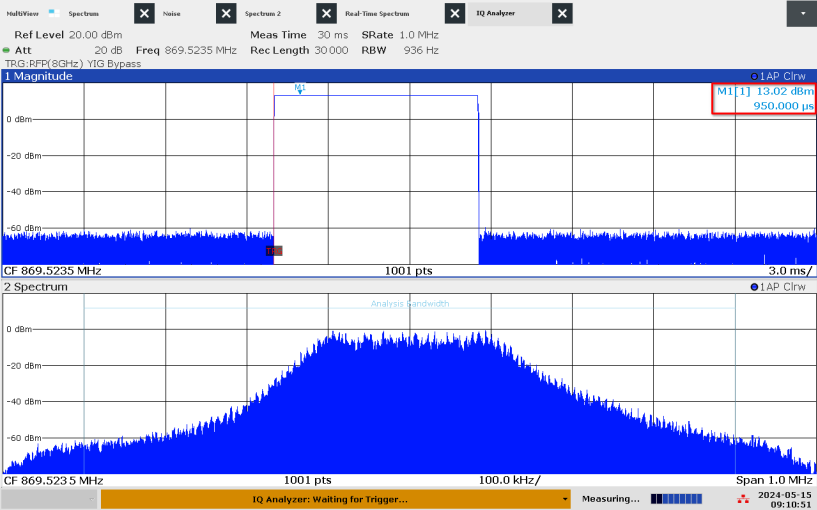 MultiView Spectrum Noise Spectrum 2 Real-Time Spectrum IQ Analyzer
Ref Level 20.00 dBm Meas Time 30 ms SRate 1.0 MHz
Att 20 dB Freq 869.5235 MHz Rec Length 30000 RBW 936 Hz
TRG:RFP(8GHz) YIG Bypass
1 Magnitude 1AP Clrw
M1
M1[1] 13.02 dBm
950.000 µs
0 dBm
-20 dBm
-40 dBm
-60 dBm
CF 869.5235 MHz 1001 pts 3.0 ms/
2 Spectrum 1AP Clrw
Analysis Bandwidth
0 dBm
-20 dBm
-40 dBm
-60 dBm
CF 869.5235 MHz 1001 pts 100.0 kHz/ Span 1.0 MHz
IQ Analyzer: Waiting for Trigger... Measuring... 2024-05-15
09:10:51